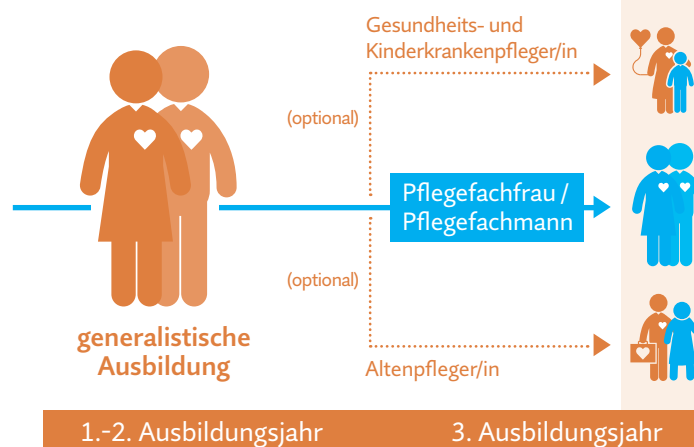 Gesundheits- und
Kinderkrankenpfleger/in
(optional)
Pflegefachfrau /
Pflegefachmann
(optional)
generalistische
Ausbildung
Altenpfleger/in
1.-2. Ausbildungsjahr
3. Ausbildungsjahr